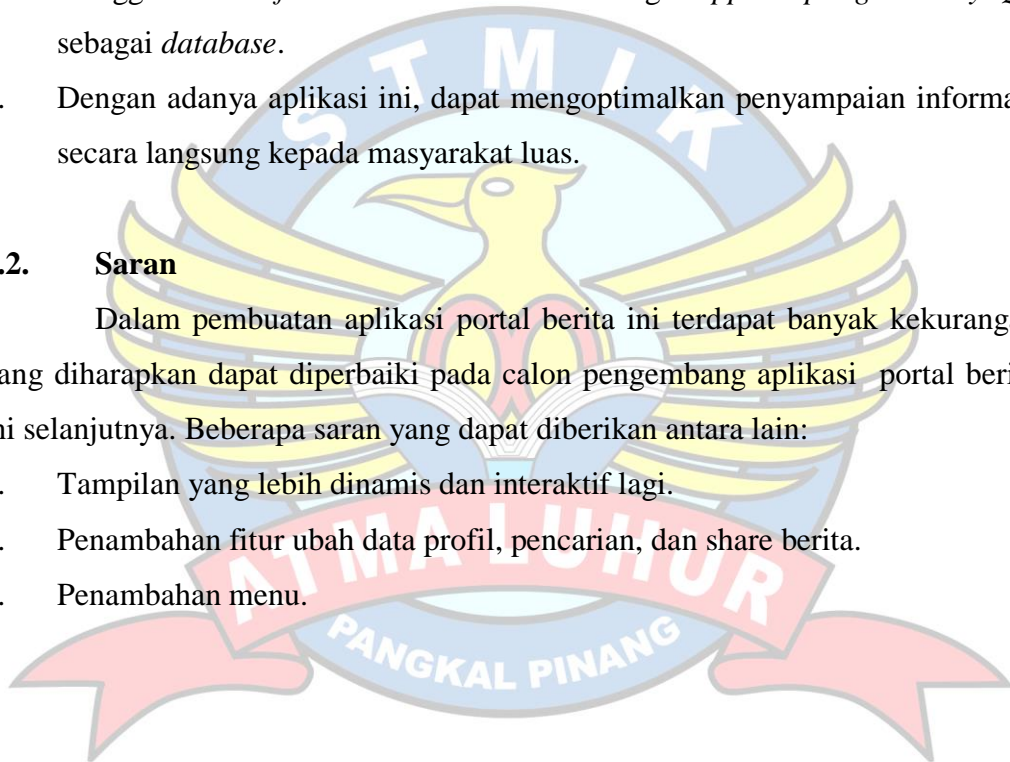 sebagai database.
. Dengan adanya aplikasi ini, dapat mengoptimalkan penyampaian informa
secara langsung kepada masyarakat luas.
.2. Saran
Dalam pembuatan aplikasi portal berita ini terdapat banyak kekurang
ang diharapkan dapat diperbaiki pada calon pengembang aplikasi portal beri
ni selanjutnya. Beberapa saran yang dapat diberikan antara lain:
. Tampilan yang lebih dinamis dan interaktif lagi.
. Penambahan fitur ubah data profil, pencarian, dan share berita.
. Penambahan menu.
STMIK
ATMA LUHUR
PANGKAL PINANG